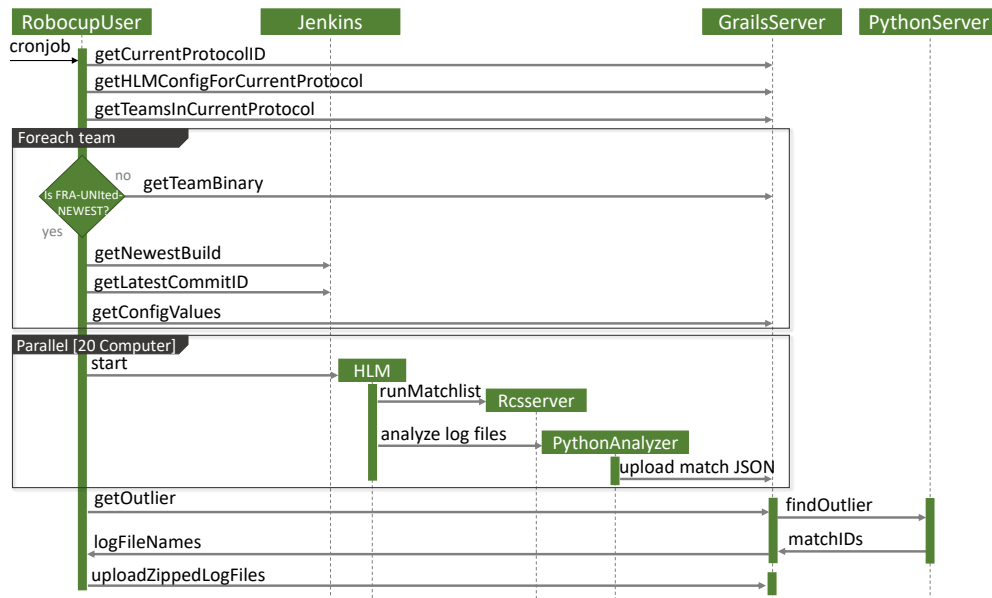 RobocupUser
Jenkins
GrailsServer
PythonServer
cronjob
getCurrentProtocolID
getHLMConfigForCurrentProtocol
getTeamsInCurrentProtocol
Foreach team
no
getTeamBinary
Is FRA-UNIted-
NEWEST?
yes
getNewestBuild
getLatestCommitID
getConfigValues
Parallel [20 Computer]
start
HLM
runMatchlist
Rcsserver
analyze log files
PythonAnalyzer
upload match JSON
getOutlier
findOutlier
logFileNames
matchIDs
uploadZippedLogFiles